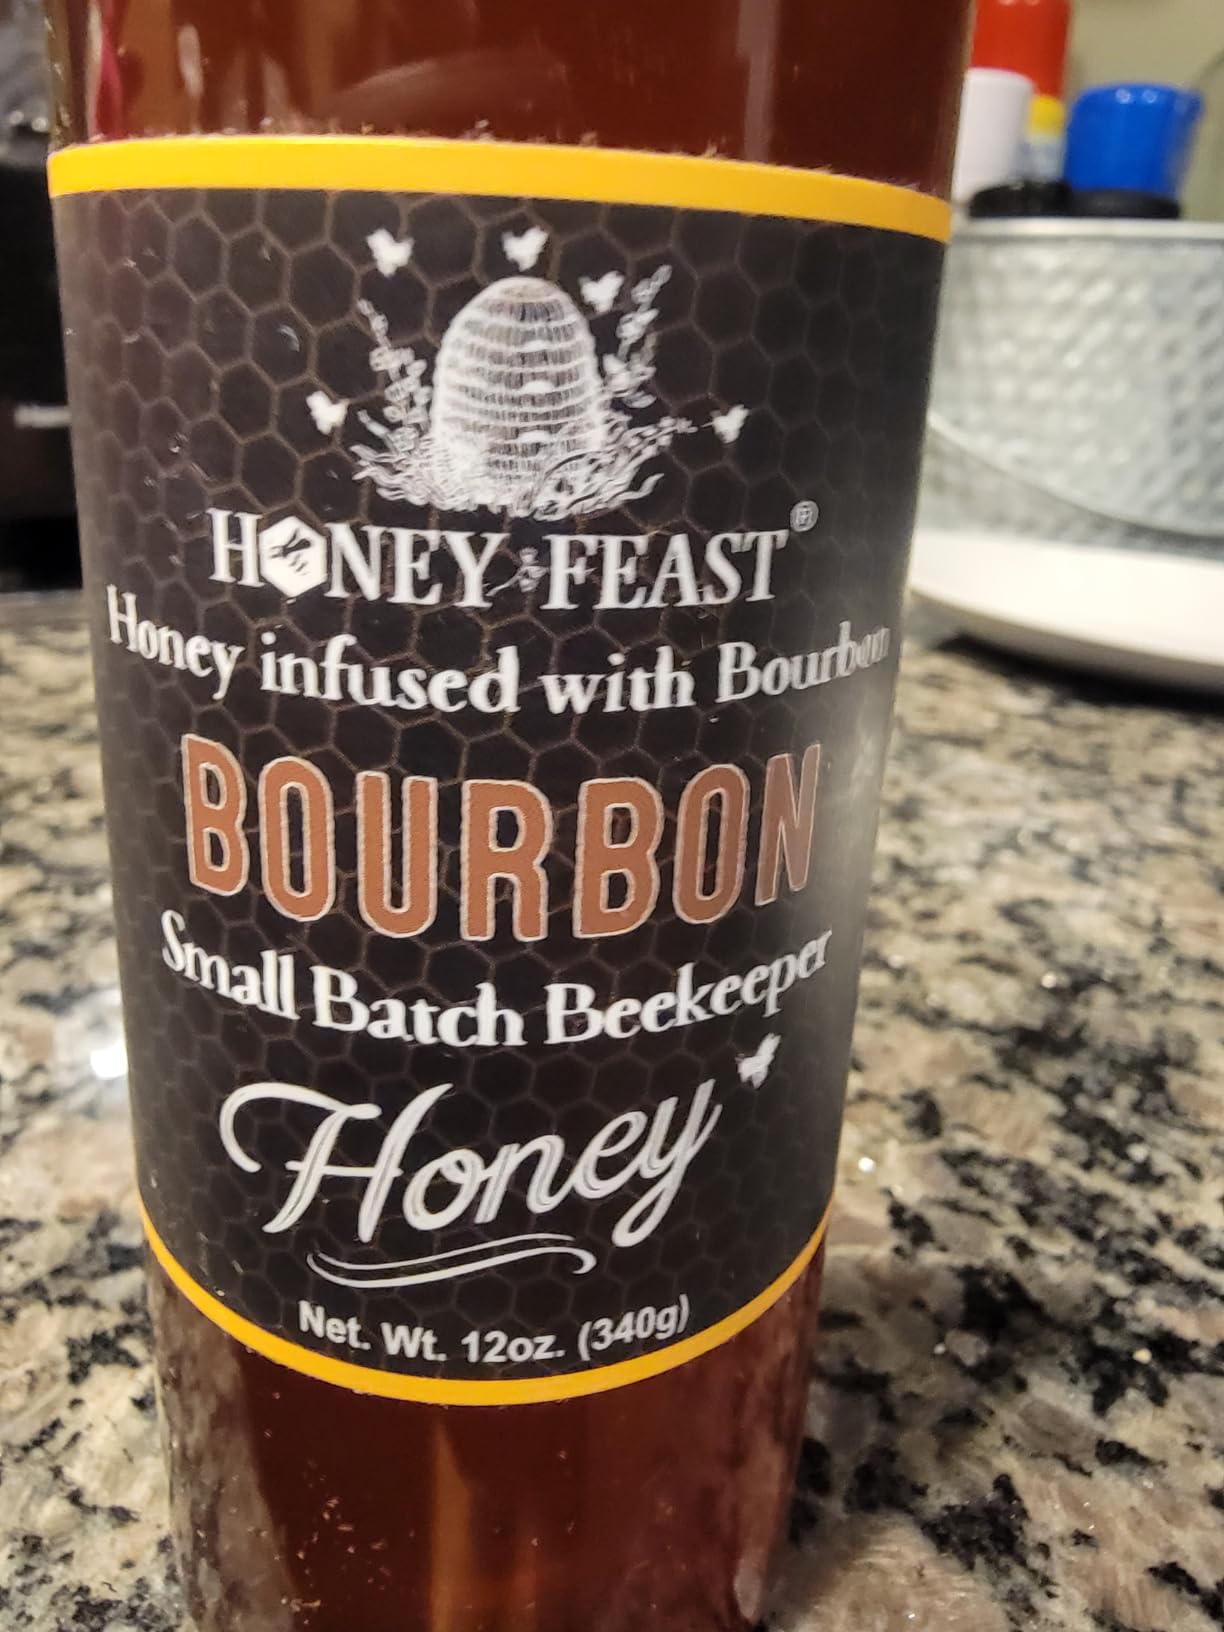 HONEY FEAST®
Honey infused with Bourbon
BOURBON
Small Batch Beekeeper
Honey
Net. Wt. 12oz. (340g)